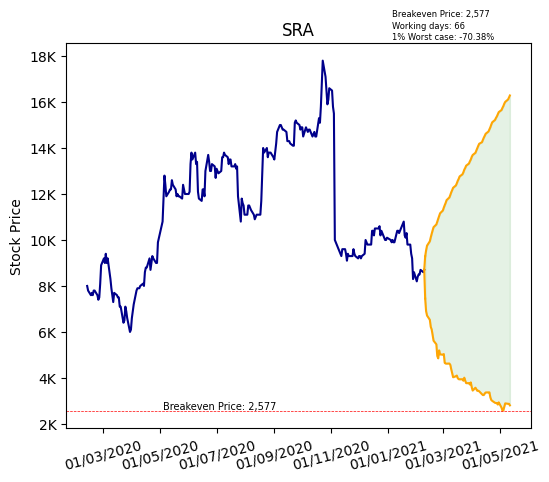 Breakeven Price: 2,577
Working days: 66
1% Worst case: -70.38%
SRA
Stock Price
18K
16K
14K
12K
10K
8K
6K
4K
2K
Breakeven Price: 2,577
01/03/2020
01/05/2020
01/07/2020
01/09/2020
01/11/2020
01/01/2021
01/03/2021
01/05/2021